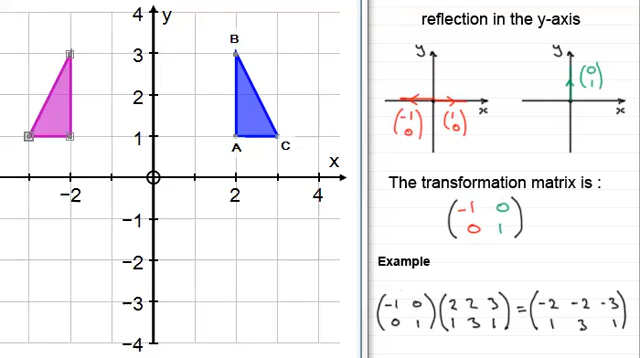 4 y
3 B
2
1 A C
x
−2 2 4
−1
−2
−3
−4
reflection in the y-axis
y y
(0 1)
x x
(-1 0) (1 0)
The transformation matrix is :
(-1 0
0 1)
Example
(-1 0 (2 2 3 = (-2 -2 -3
0 1) 1 3 1) 1 3 1)